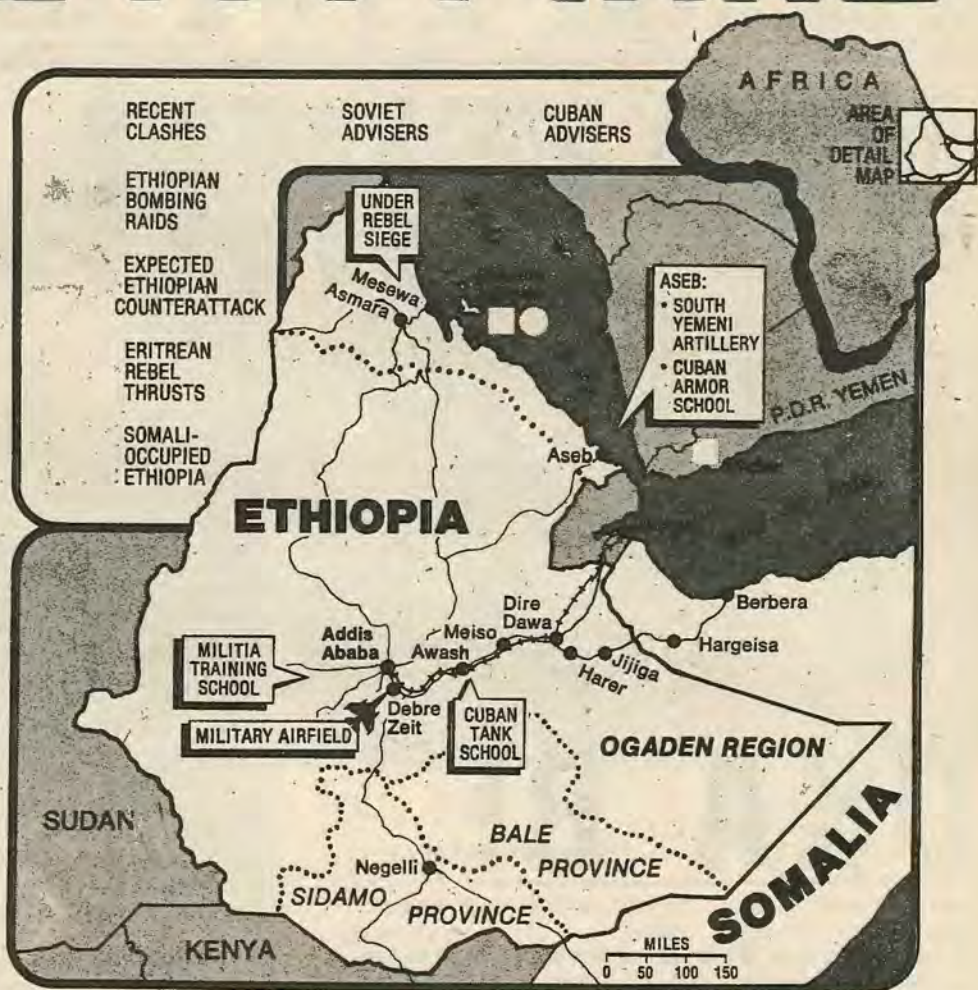 RECENT
CLASHES
SOVIET
ADVISERS
CUBAN
ADVISERS
ETHIOPIAN
BOMBING
RAIDS
EXPECTED
ETHIOPIAN
COUNTERATTACK
ERITREAN
REBEL
THRUSTS
SOMALI-
OCCUPIED
ETHIOPIA
AFRICA
AREA
OF
DETAIL
MAP
UNDER
REBEL
SIEGE
Mesewa
Asmara
ASEB:
• SOUTH
YEMENI
ARTILLERY
• CUBAN
ARMOR
SCHOOL
P.D.R. YEMEN
Aseb
ETHIOPIA
Berbera
Dire
Dawa
Meiso
Hargeisa
Addis
Ababa
Awash
Jijiga
Harer
MILITIA
TRAINING
SCHOOL
Debre
Zeit
MILITARY AIRFIELD
CUBAN
TANK
SCHOOL
OGADEN REGION
SUDAN
BALE
PROVINCE
SOMALIA
Negelli
SIDAMO
PROVINCE
KENYA
MILES
0 50 100 150